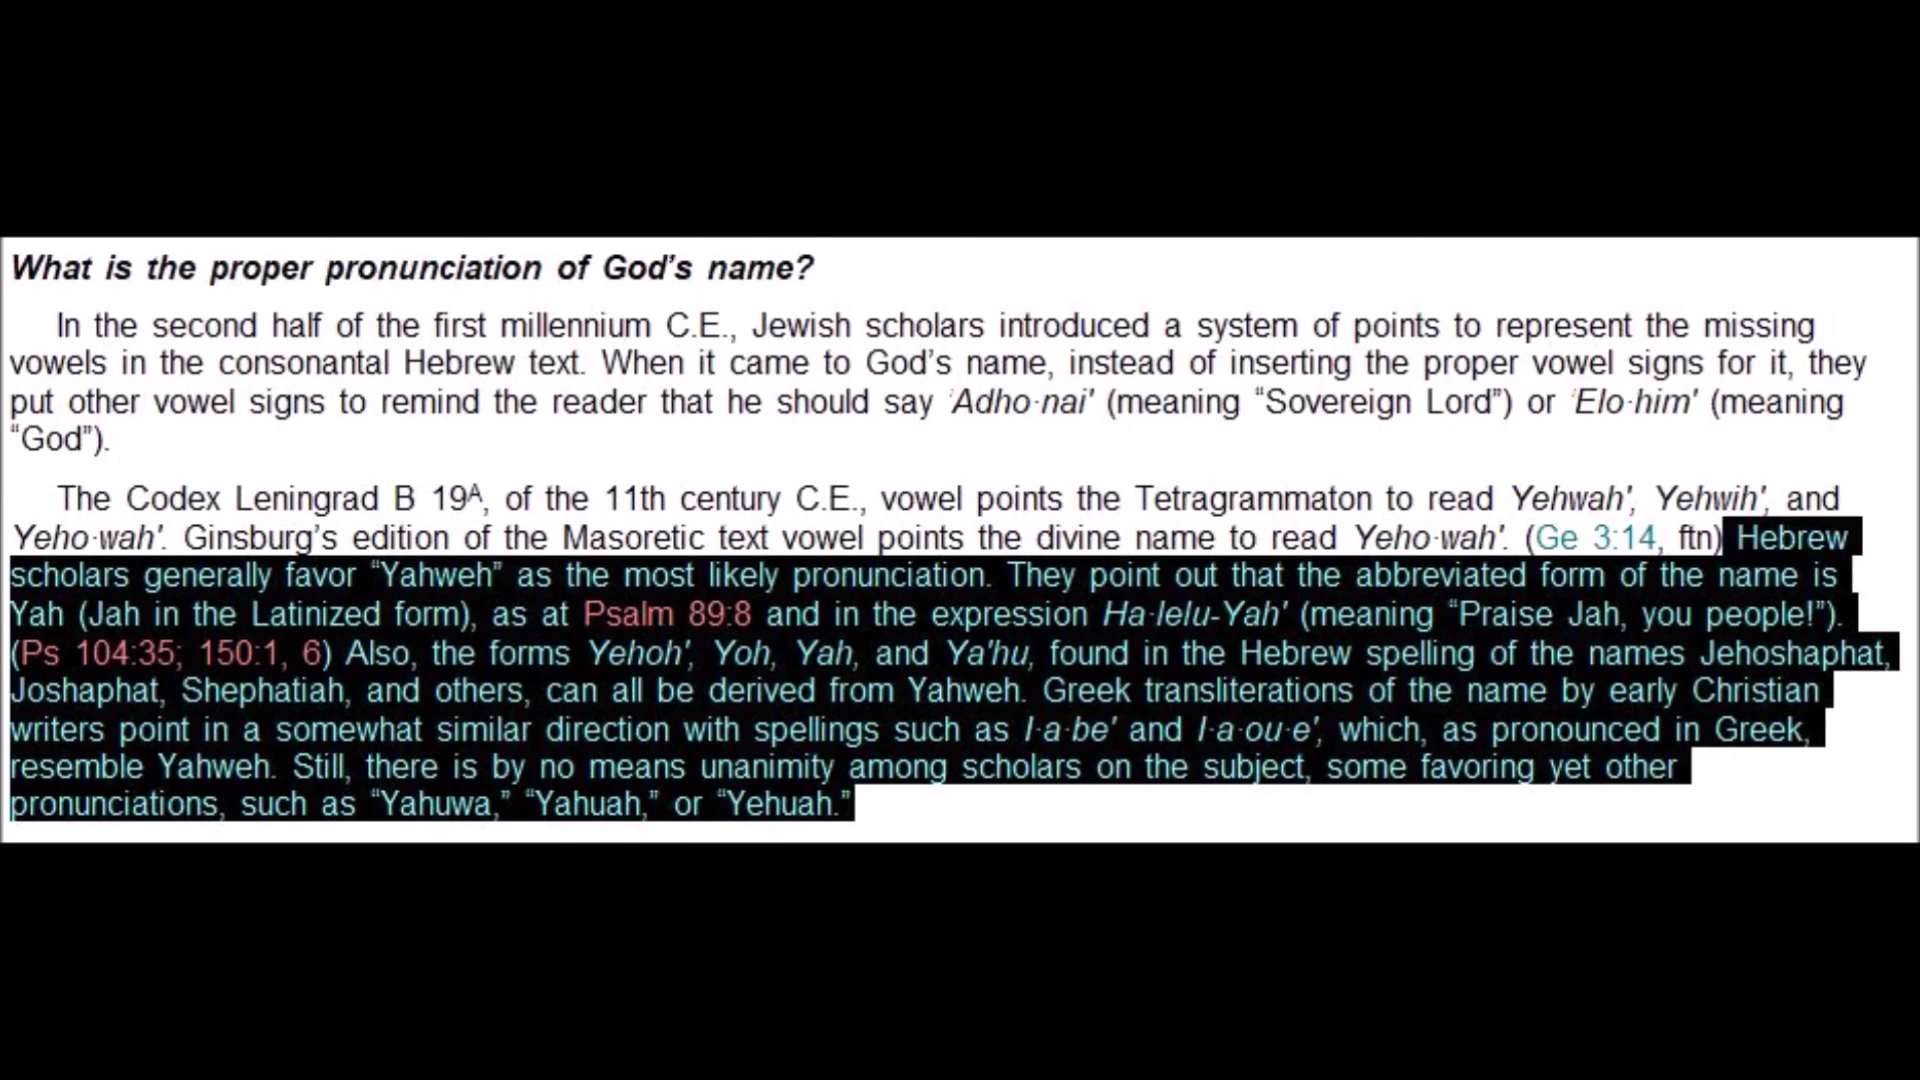 What is the proper pronunciation of God’s name?
In the second half of the first millennium C.E., Jewish scholars introduced a system of points to represent the missing
vowels in the consonantal Hebrew text. When it came to God’s name, instead of inserting the proper vowel signs for it, they
put other vowel signs to remind the reader that he should say ʼAdho·nai′ (meaning “Sovereign Lord”) or ʼElo·him′ (meaning
“God”).
The Codex Leningrad B 19ᴬ, of the 11th century C.E., vowel points the Tetragrammaton to read Yehwah′, Yehwih′, and
Yeho·wah′. Ginsburg’s edition of the Masoretic text vowel points the divine name to read Yeho·wah′. (Ge 3:14, ftn) Hebrew
scholars generally favor “Yahweh” as the most likely pronunciation. They point out that the abbreviated form of the name is
Yah (Jah in the Latinized form), as at Psalm 89:8 and in the expression Ha·lelu-Yah′ (meaning “Praise Jah, you people!”).
(Ps 104:35; 150:1, 6) Also, the forms Yehoh′, Yoh, Yah, and Ya′hu, found in the Hebrew spelling of the names Jehoshaphat,
Joshaphat, Shephatiah, and others, can all be derived from Yahweh. Greek transliterations of the name by early Christian
writers point in a somewhat similar direction with spellings such as I·a·be′ and I·a·ou·e′, which, as pronounced in Greek,
resemble Yahweh. Still, there is by no means unanimity among scholars on the subject, some favoring yet other
pronunciations, such as “Yahuwa,” “Yahuah,” or “Yehuah.”